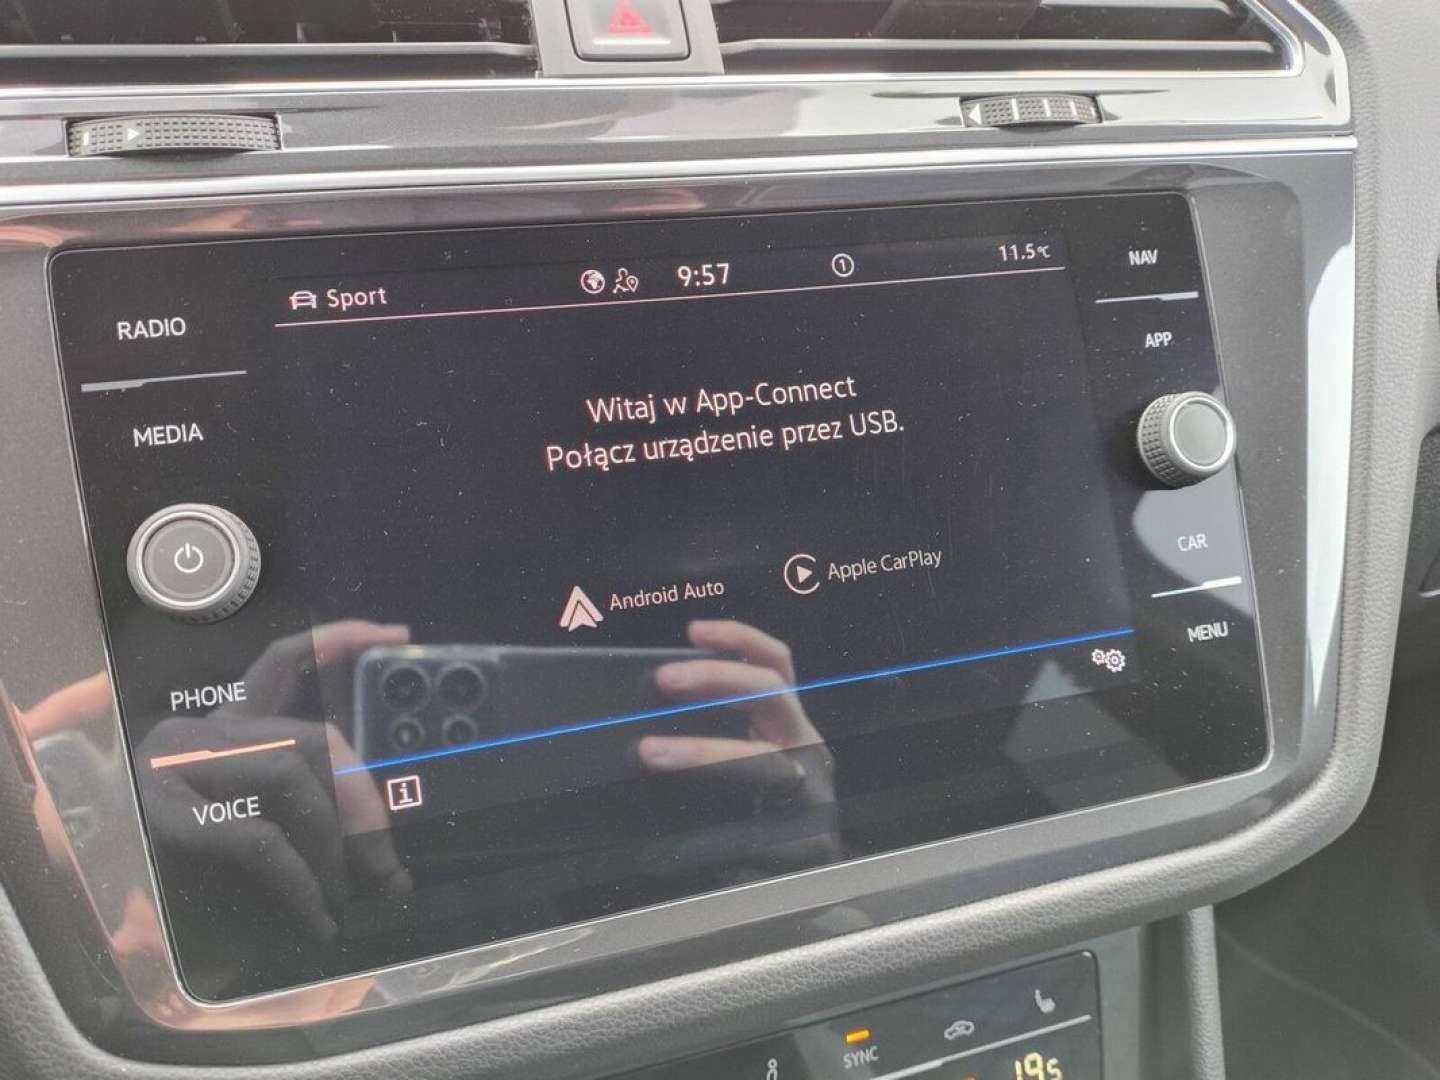 Sport 9:57 1 11.5°C
NAV
RADIO
APP
MEDIA
Witaj w App-Connect
Połącz urządzenie przez USB.
Android Auto Apple CarPlay
CAR
MENU
PHONE
i
VOICE
SYNC
19.5